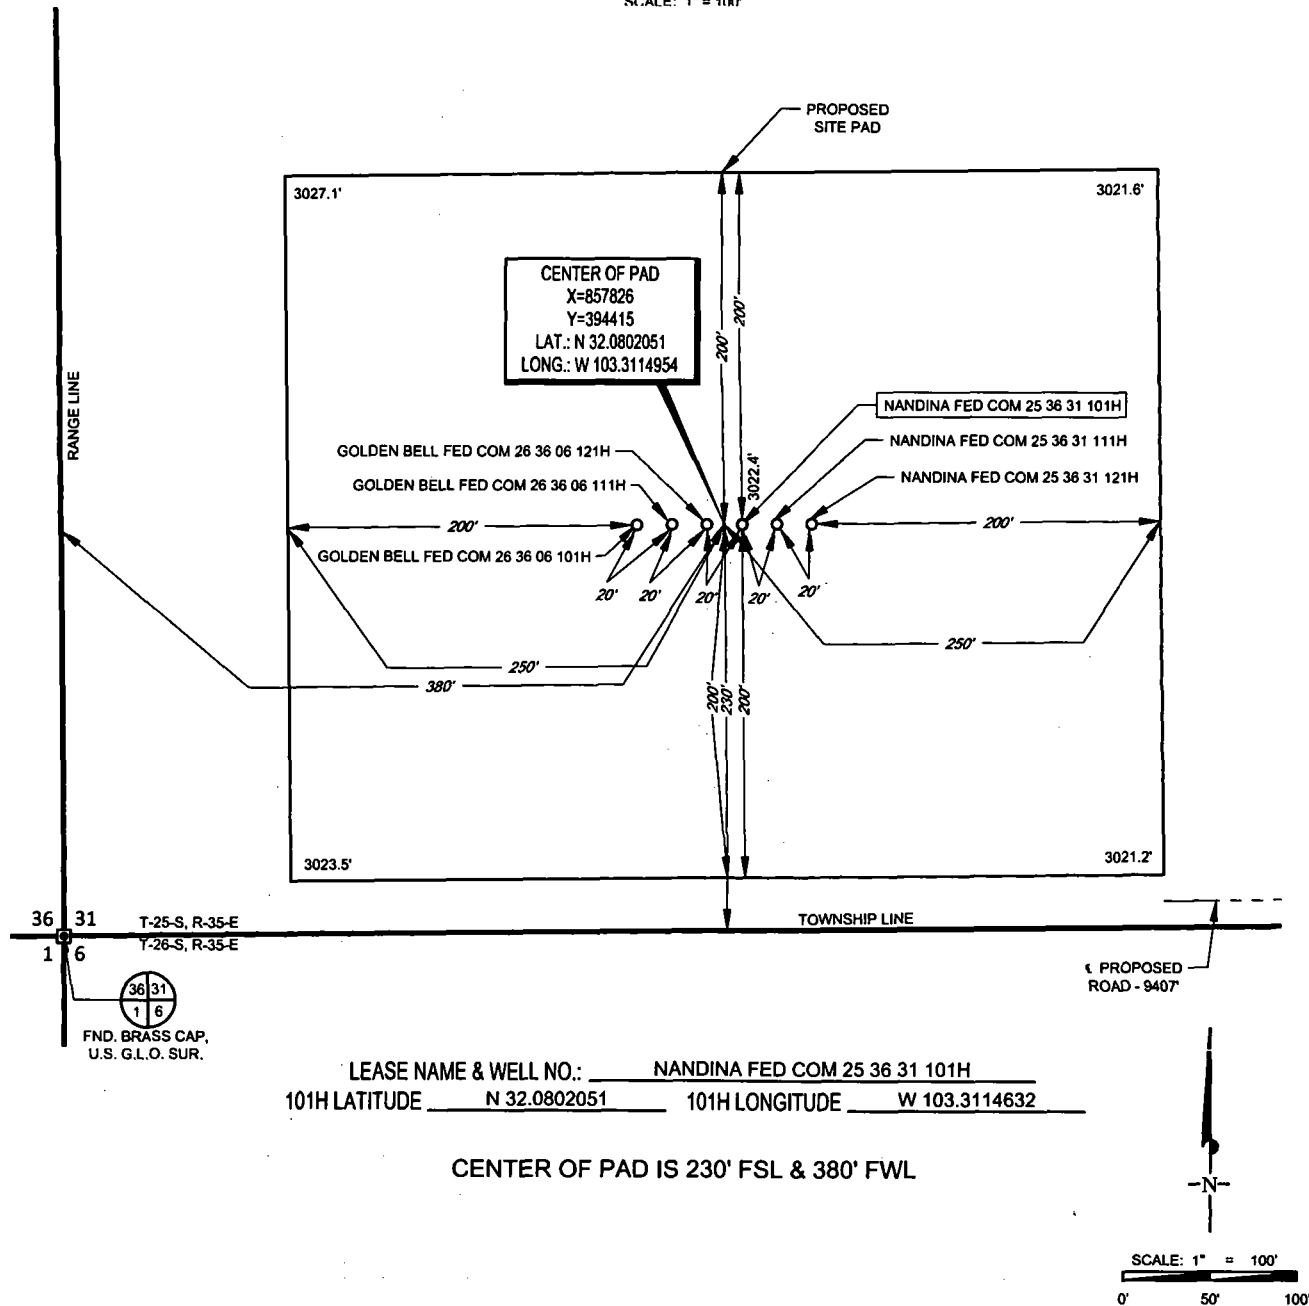 SCALE: 1" = 100'
PROPOSED
SITE PAD
3027.1'
3021.6'
CENTER OF PAD
X=857826
Y=394415
LAT.: N 32.0802051
LONG.: W 103.3114954
200'
200'
RANGE LINE
NANDINA FED COM 25 36 31 101H
NANDINA FED COM 25 36 31 111H
NANDINA FED COM 25 36 31 121H
3022.4'
GOLDEN BELL FED COM 26 36 06 121H
GOLDEN BELL FED COM 26 36 06 111H
GOLDEN BELL FED COM 26 36 06 101H
200'
200'
20'
20'
20'
20'
20'
250'
250'
380'
200'
230'
200'
3023.5'
3021.2'
36 31
1 6
T-25-S, R-35-E
T-26-S, R-35-E
TOWNSHIP LINE
36 31
1 6
FND. BRASS CAP,
U.S. G.L.O. SUR.
℄ PROPOSED
ROAD - 9407'
LEASE NAME & WELL NO.: NANDINA FED COM 25 36 31 101H
101H LATITUDE N 32.0802051 101H LONGITUDE W 103.3114632
CENTER OF PAD IS 230' FSL & 380' FWL
N
SCALE: 1" = 100'
0' 50' 100'